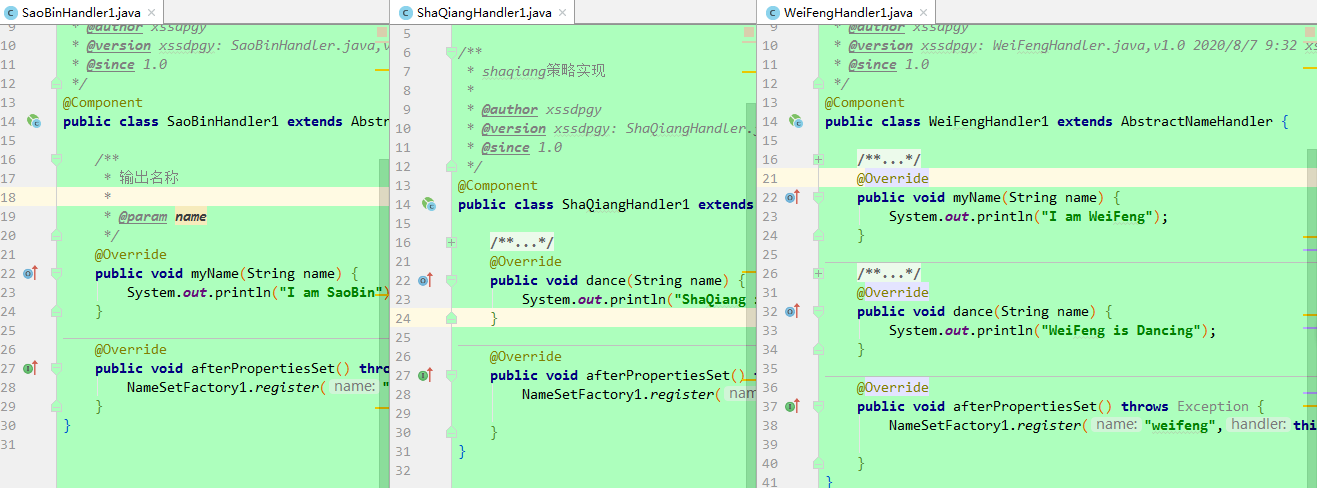 SaoBinHandler1.java
9 * @author xssdpgy
10 * @version xssdpgy: SaoBinHandler.java,v
11 * @since 1.0
12 */
13 @Component
14 public class SaoBinHandler1 extends Abstr
15
16 /**
17 * 输出名称
18 *
19 * @param name
20 */
21 @Override
22 public void myName(String name) {
23 System.out.println("I am SaoBin")
24 }
25
26 @Override
27 public void afterPropertiesSet() thro
28 NameSetFactory1.register( name: "
29 }
30 }
31
ShaQiangHandler1.java
5
6 /**
7 * shaqiang策略实现
8 *
9 * @author xssdpgy
10 * @version xssdpgy: ShaQiangHandler.
11 * @since 1.0
12 */
13 @Component
14 public class ShaQiangHandler1 extends
15
16 /**...*/
21 @Override
22 public void dance(String name) {
23 System.out.println("ShaQiang
24 }
25
26 @Override
27 public void afterPropertiesSet()
28 NameSetFactory1.register( nam
29
30 }
31 }
32
WeiFengHandler1.java
9 * @author xssdpgy
10 * @version xssdpgy: WeiFengHandler.java,v1.0 2020/8/7 9:32 xs
11 * @since 1.0
12 */
13 @Component
14 public class WeiFengHandler1 extends AbstractNameHandler {
15
16 /**...*/
21 @Override
22 public void myName(String name) {
23 System.out.println("I am WeiFeng");
24 }
25
26 /**...*/
31 @Override
32 public void dance(String name) {
33 System.out.println("WeiFeng is Dancing");
34 }
35
36 @Override
37 public void afterPropertiesSet() throws Exception {
38 NameSetFactory1.register( name: "weifeng", handler: thi
39
40 }
41 }